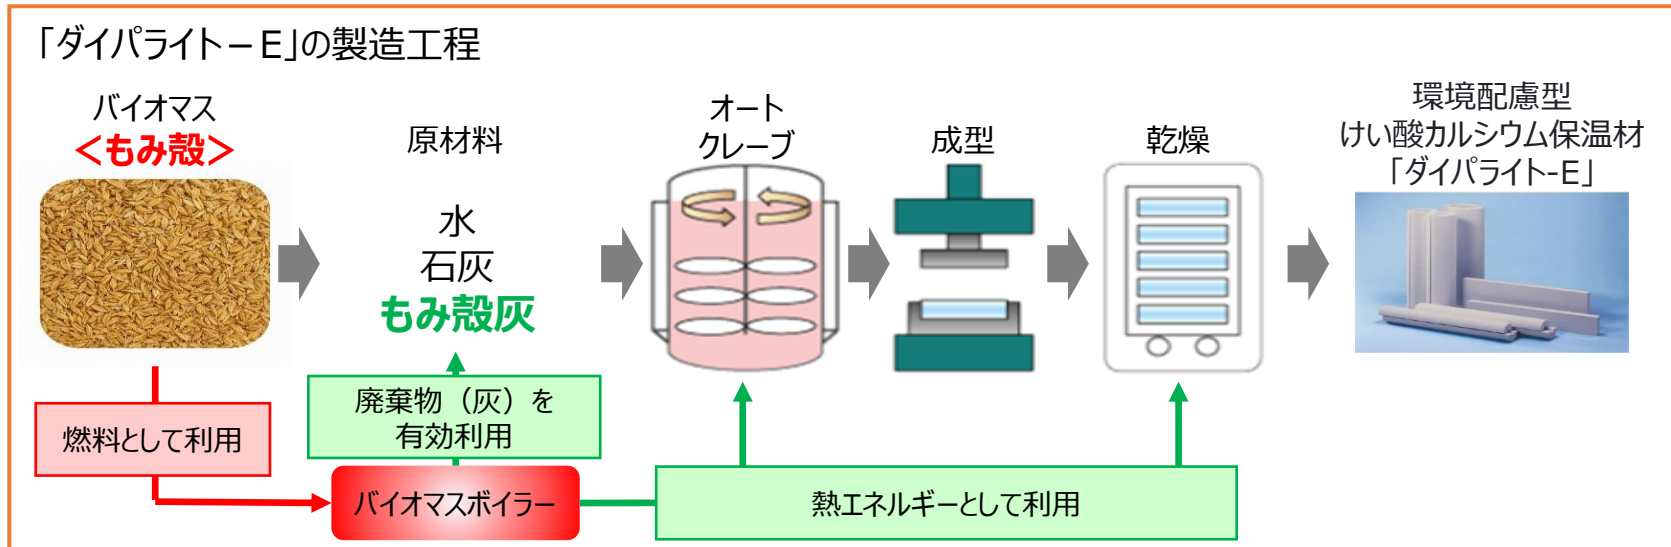 「ダイパライト－E」の製造工程
バイオマス
＜もみ殻＞
原材料
水
石灰
もみ殻灰
オート
クレーブ
成型
乾燥
環境配慮型
けい酸カルシウム保温材
「ダイパライト-E」
燃料として利用
廃棄物（灰）を
有効利用
バイオマスボイラー
熱エネルギーとして利用